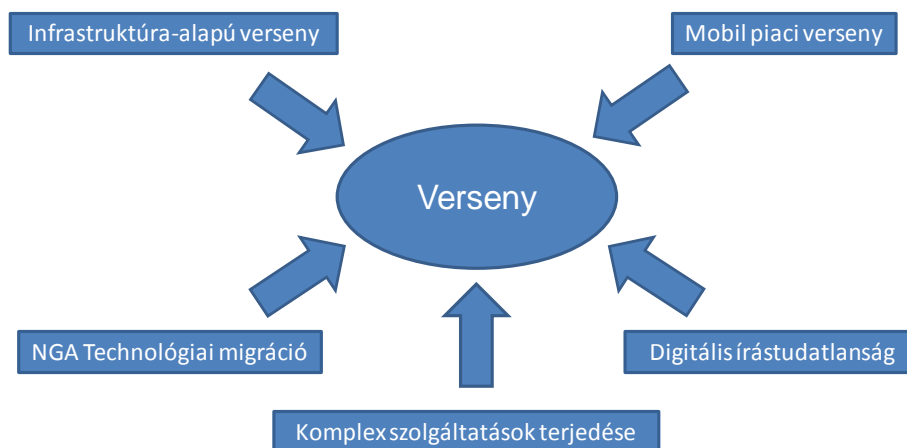 Infrastruktúra-alapú verseny
Mobil piaci verseny
Verseny
NGA Technológiai migráció
Digitális írástudatlanság
Komplex szolgáltatások terjedése